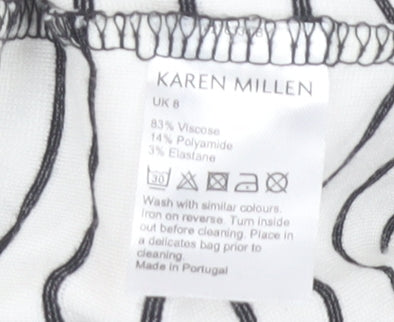 KAREN MILLEN
UK 8
83% Viscose
14% Polyamide
3% Elastane
30
Wash with similar colours.
Iron on reverse. Turn inside
out before cleaning. Place in
a delicates bag prior to
cleaning.
Made in Portugal